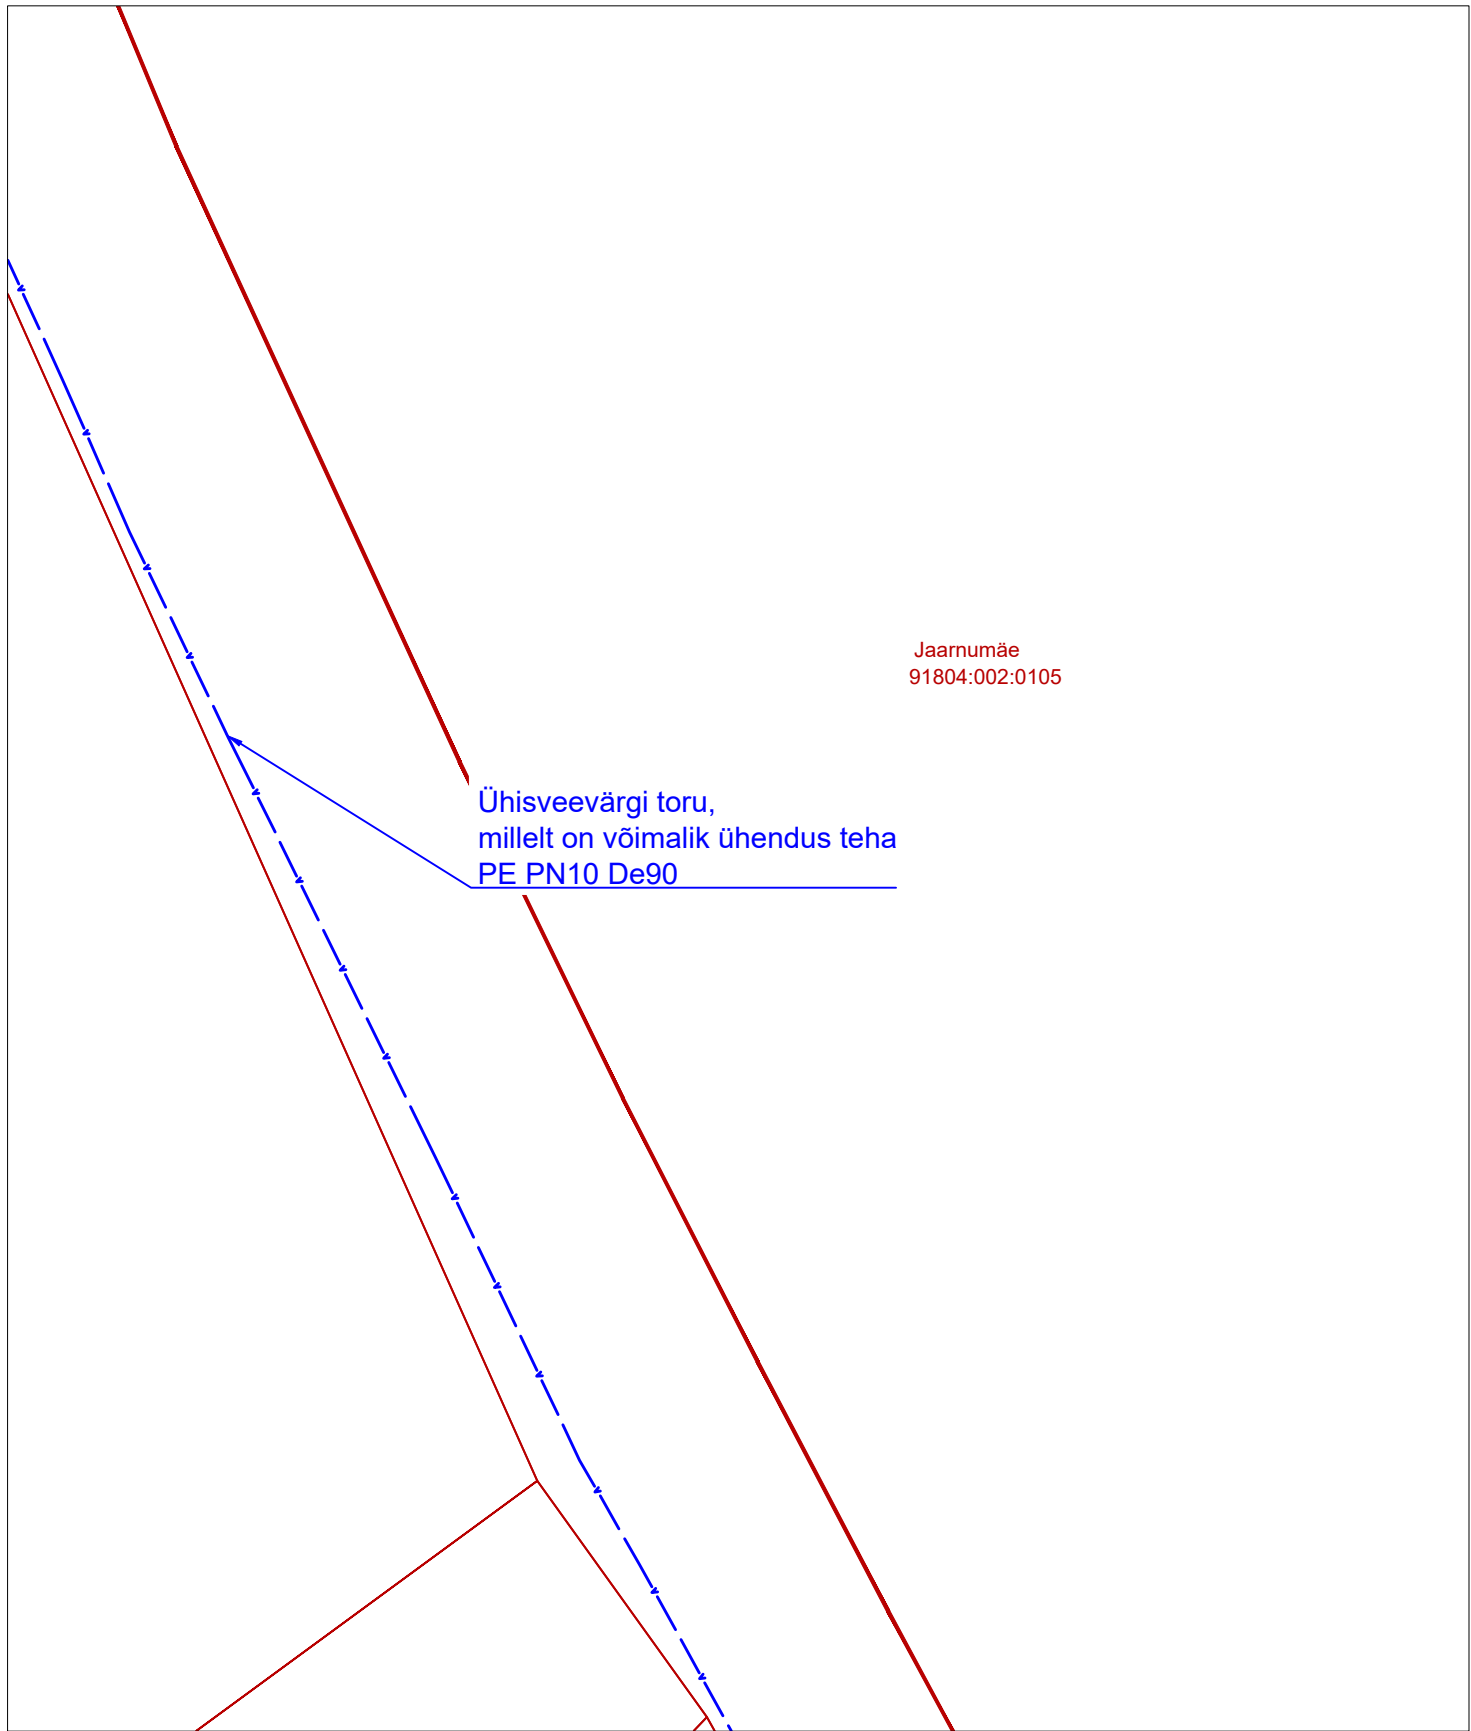 Jaarnumäe
91804:002:0105
Ühisveevärgi toru,
millelt on võimalik ühendus teha
PE PN10 De90